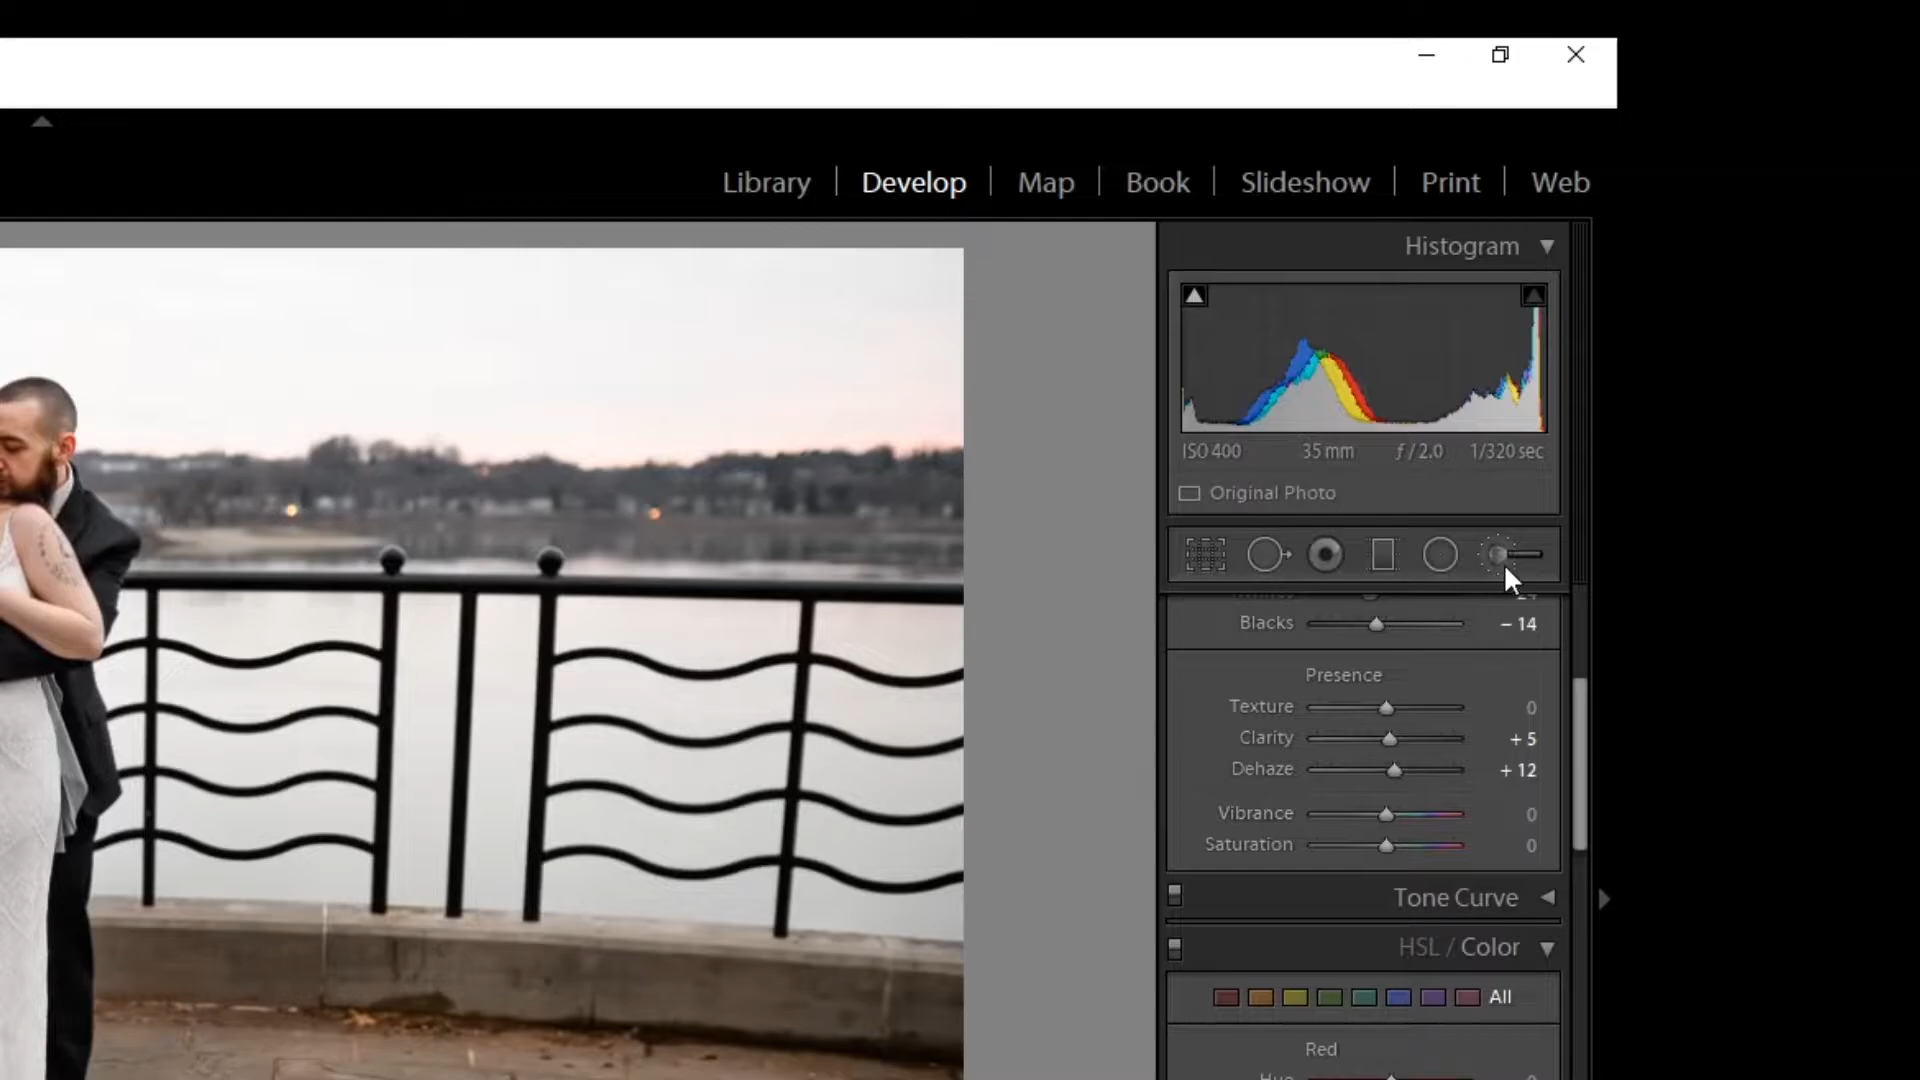 Library | Develop | Map | Book | Slideshow | Print | Web
Histogram
ISO 400 35 mm ƒ / 2.0 1/320 sec
Original Photo
Blacks – 14
Presence
Texture 0
Clarity + 5
Dehaze + 12
Vibrance 0
Saturation 0
Tone Curve
HSL / Color
All
Red